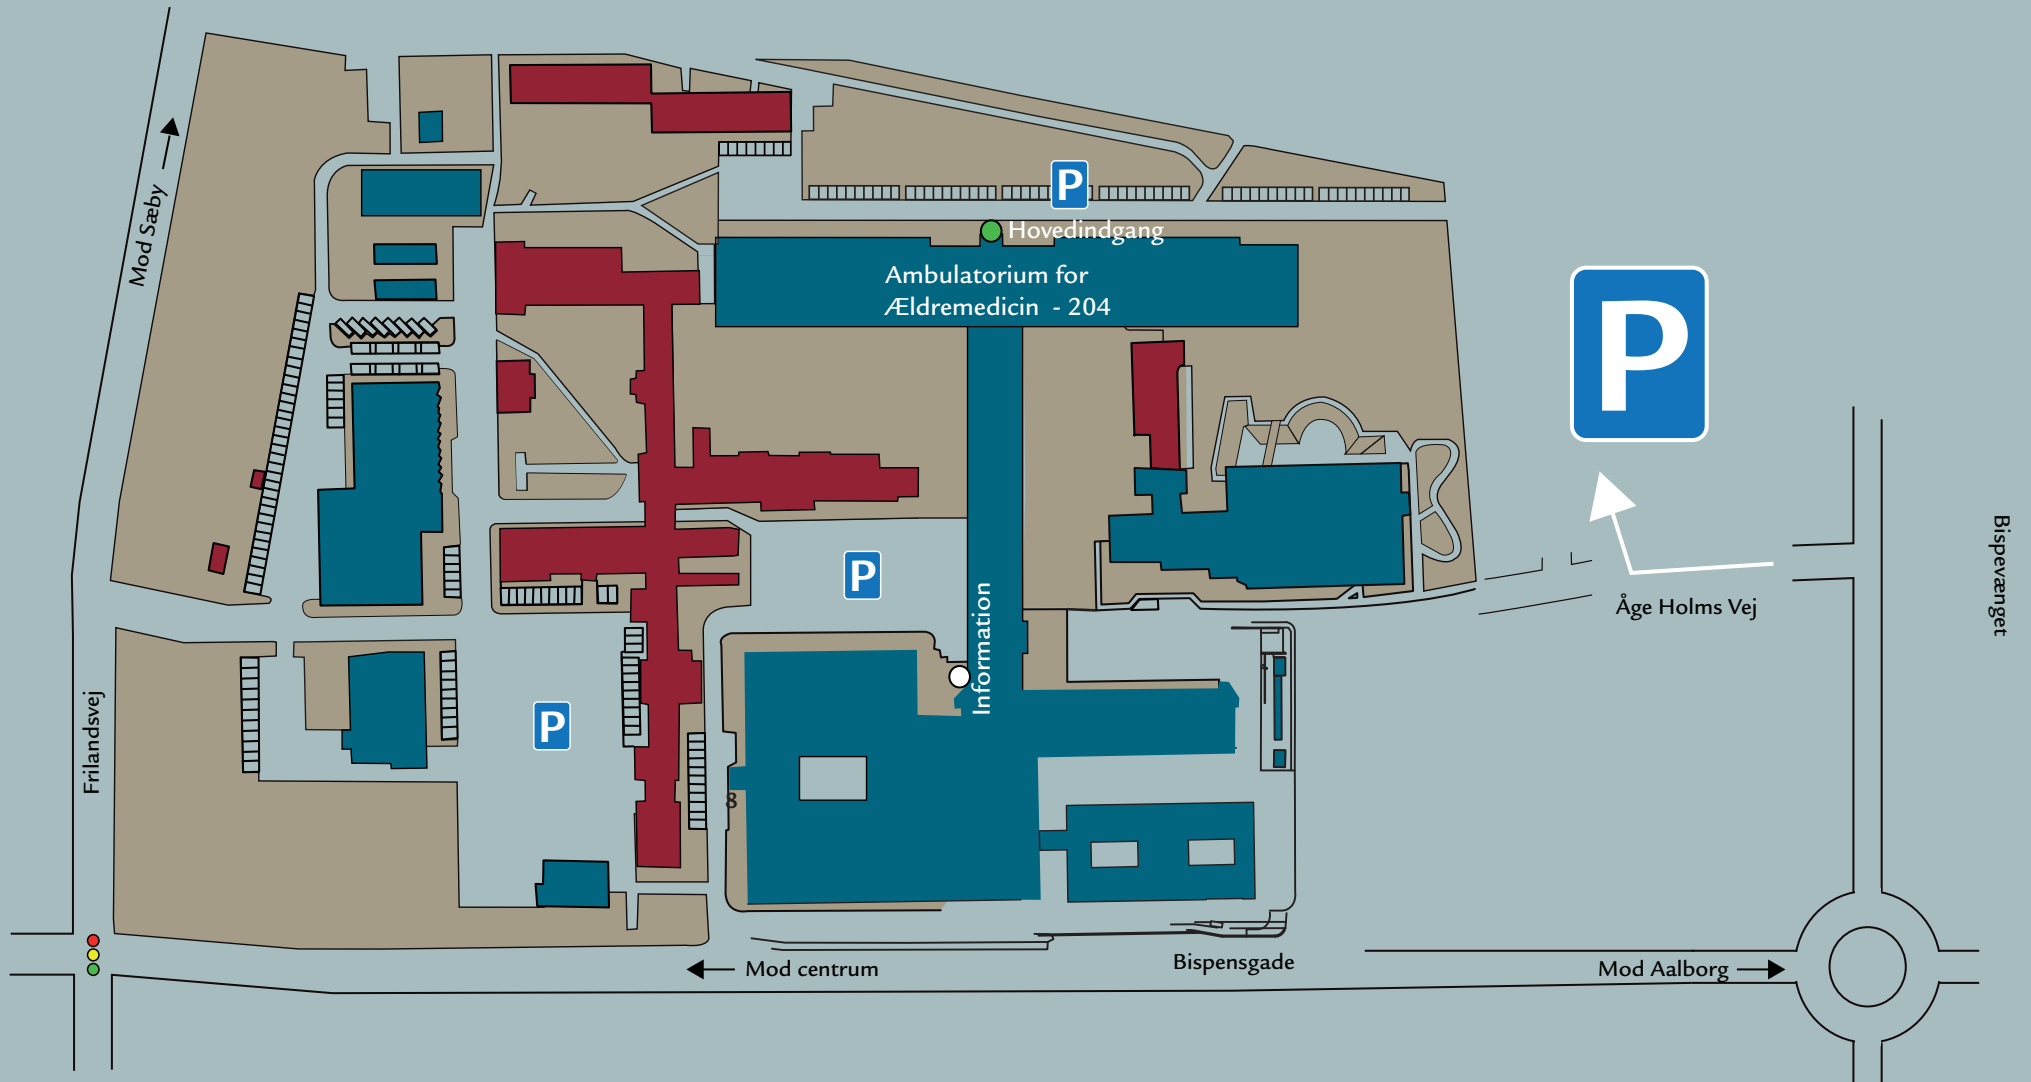 P
Hovedindgang
Ambulatorium for
Ældremedicin - 204
Mod Sæby
P
P
Information
Bispevænget
Åge Holms Vej
P
Frilandsvej
8
Bispensgade
Mod centrum
Mod Aalborg